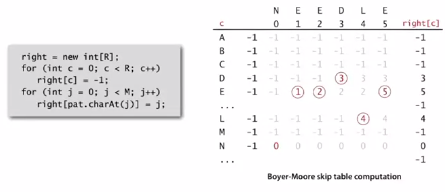 right = new int[R];
for (int c = 0; c < R; c++)
right[c] = -1;
for (int j = 0; j < M; j++)
right[pat.charAt(j)] = j;
N E E D L E
c 0 1 2 3 4 5 right[c]
A -1 -1 -1 -1 -1 -1 -1 -1
B -1 -1 -1 -1 -1 -1 -1 -1
C -1 -1 -1 -1 -1 -1 -1 -1
D -1 -1 -1 -1 3 3 3 3
E -1 -1 1 2 2 2 5 5
... -1
L -1 -1 -1 -1 -1 4 4 4
M -1 -1 -1 -1 -1 -1 -1 -1
N -1 0 0 0 0 0 0 0
... -1
Boyer-Moore skip table computation